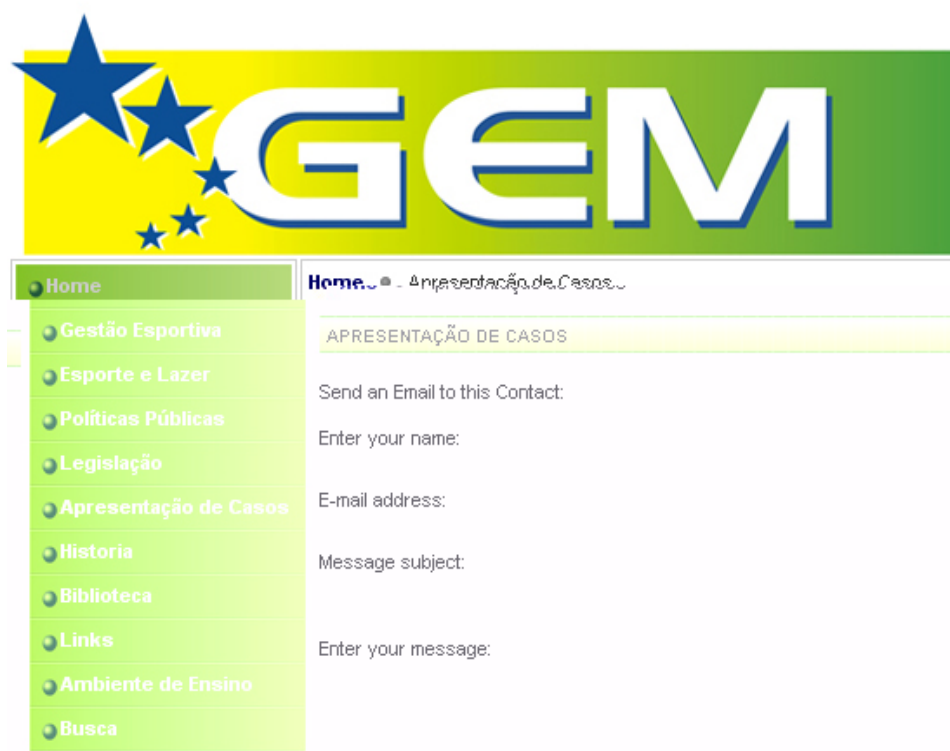 GEM
Home
Home - Apresentação de Casos
Gestão Esportiva
Esporte e Lazer
Políticas Públicas
Legislação
Apresentação de Casos
Historia
Biblioteca
Links
Ambiente de Ensino
Busca
APRESENTAÇÃO DE CASOS
Send an Email to this Contact:
Enter your name:
E-mail address:
Message subject:
Enter your message: